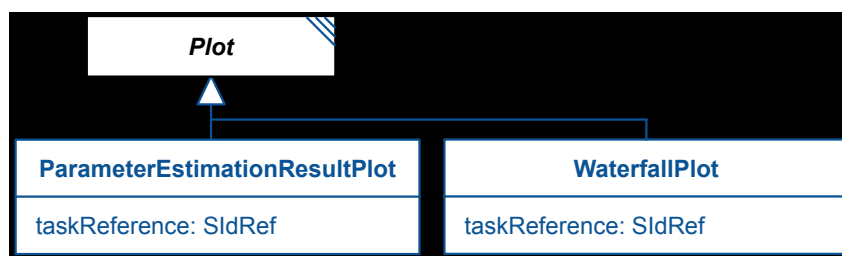 Plot
ParameterEstimationResultPlot
taskReference: SIdRef
WaterfallPlot
taskReference: SIdRef